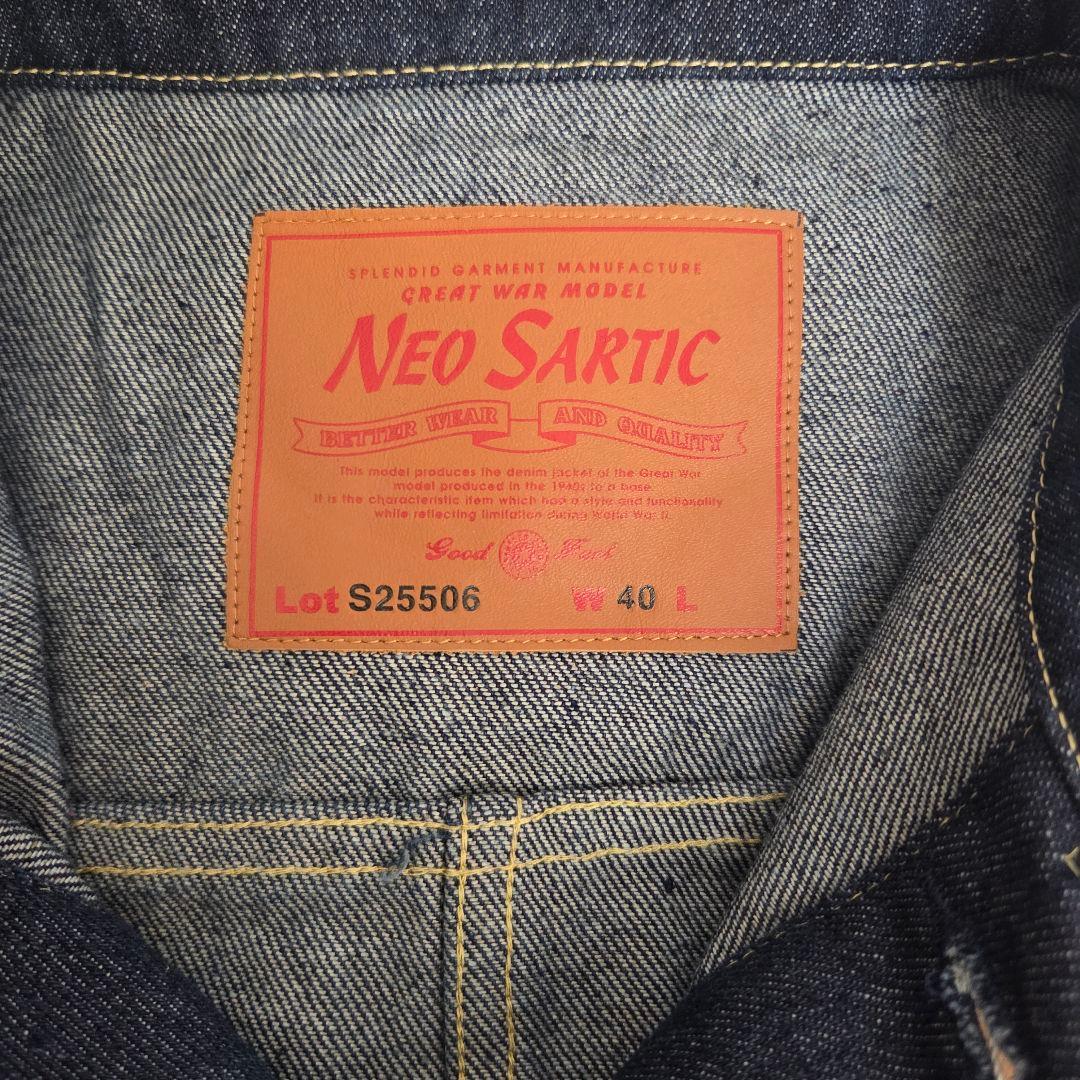 SPLENDID GARMENT MANUFACTURE
GREAT WAR MODEL
NEO SARTIC
BETTER WEAR AND QUALITY
This model produces the denim jacket of the Great War
model produced in the 1940s to a base.
It is the characteristic item which had a style and functionality
while reflecting limitation during World War II.
Good
Lot S25506 W 40 L